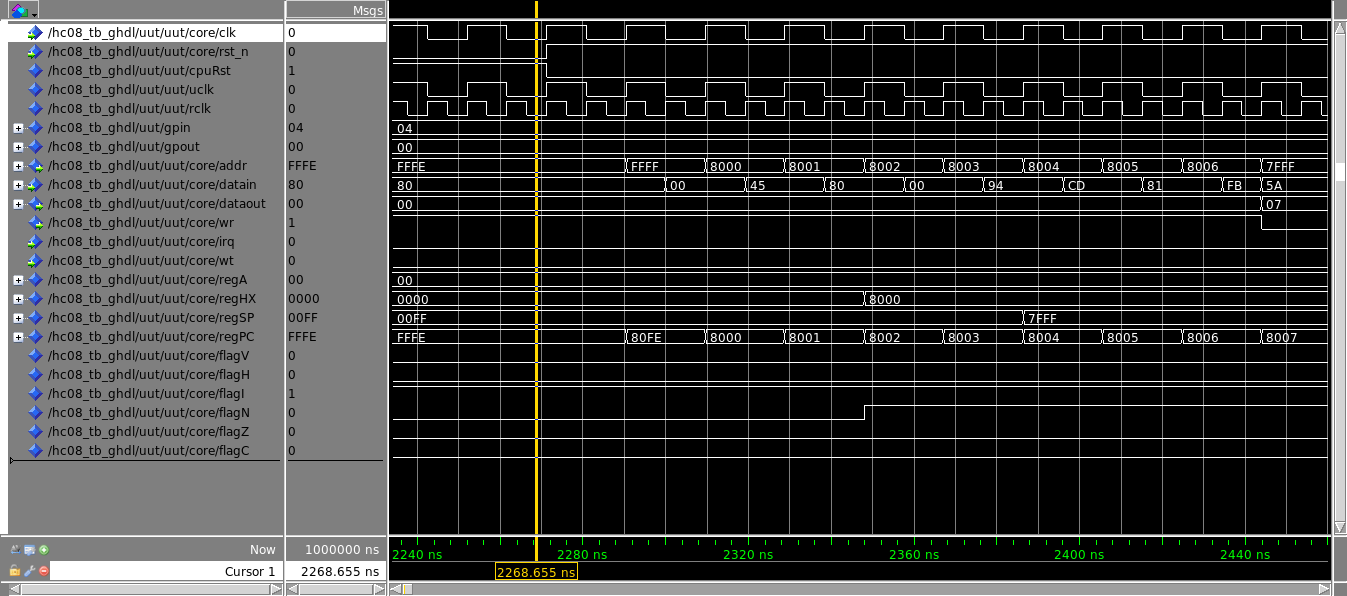 Msgs
/hc08_tb_ghdl/uut/uut/core/clk 0
/hc08_tb_ghdl/uut/uut/core/rst_n 0
/hc08_tb_ghdl/uut/uut/cpuRst 1
/hc08_tb_ghdl/uut/uut/uclk 0
/hc08_tb_ghdl/uut/uut/rclk 0
/hc08_tb_ghdl/uut/gpin 04 04
/hc08_tb_ghdl/uut/gpout 00 00
/hc08_tb_ghdl/uut/uut/core/addr FFFE FFFE FFFF 8000 8001 8002 8003 8004 8005 8006 7FFF
/hc08_tb_ghdl/uut/uut/core/datain 80 80 00 45 80 00 94 CD 81 FB 5A
/hc08_tb_ghdl/uut/uut/core/dataout 00 00 07
/hc08_tb_ghdl/uut/uut/core/wr 1
/hc08_tb_ghdl/uut/uut/core/irq 0
/hc08_tb_ghdl/uut/uut/core/wt 0
/hc08_tb_ghdl/uut/uut/core/regA 00 00
/hc08_tb_ghdl/uut/uut/core/regHX 0000 0000 8000
/hc08_tb_ghdl/uut/uut/core/regSP 00FF 00FF 7FFF
/hc08_tb_ghdl/uut/uut/core/regPC FFFE FFFE 80FE 8000 8001 8002 8003 8004 8005 8006 8007
/hc08_tb_ghdl/uut/uut/core/flagV 0
/hc08_tb_ghdl/uut/uut/core/flagH 0
/hc08_tb_ghdl/uut/uut/core/flagI 1
/hc08_tb_ghdl/uut/uut/core/flagN 0
/hc08_tb_ghdl/uut/uut/core/flagZ 0
/hc08_tb_ghdl/uut/uut/core/flagC 0
Now 1000000 ns 2240 ns 2280 ns 2320 ns 2360 ns 2400 ns 2440 ns
Cursor 1 2268.655 ns 2268.655 ns